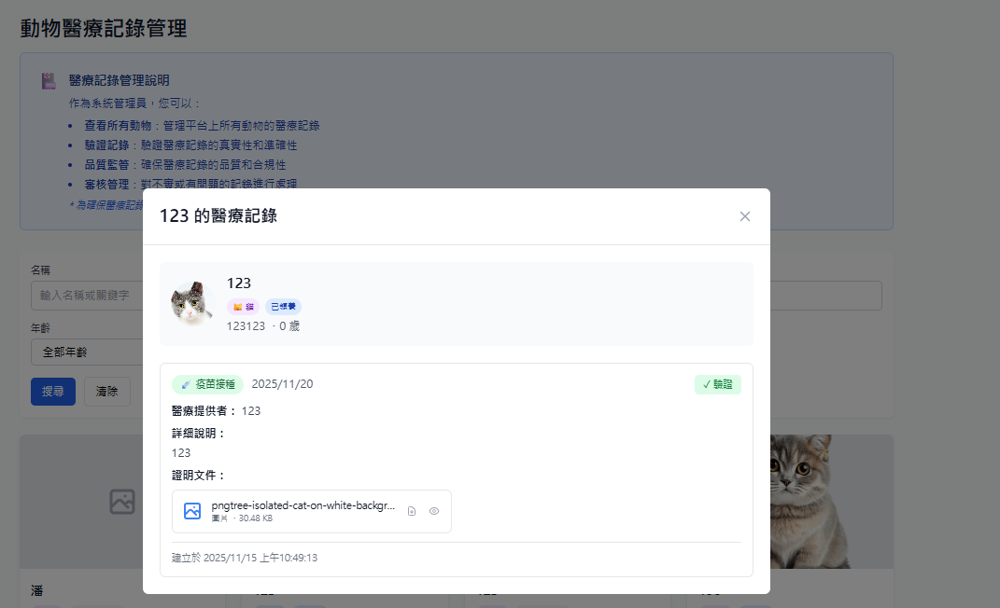 動物醫療記錄管理
醫療記錄管理說明
作為系統管理員，您可以：
• 查看所有動物：管理平台上所有動物的醫療記錄
• 驗證記錄：驗證醫療記錄的真實性和準確性
• 品質監管：確保醫療記錄的品質和合規性
• 審核管理：對不實或有問題的記錄進行處理
* 為確保醫療記錄
名稱
輸入名稱或關鍵字
年齡
全部年齡
搜尋 清除
123 的醫療記錄
123
貓 已領養
123123 · 0 歲
疫苗接種 2025/11/20 ✓ 驗證
醫療提供者： 123
詳細說明：
123
證明文件：
pngtree-isolated-cat-on-white-backgr...
圖片 · 30.48 KB
建立於 2025/11/15 上午10:49:13
潘